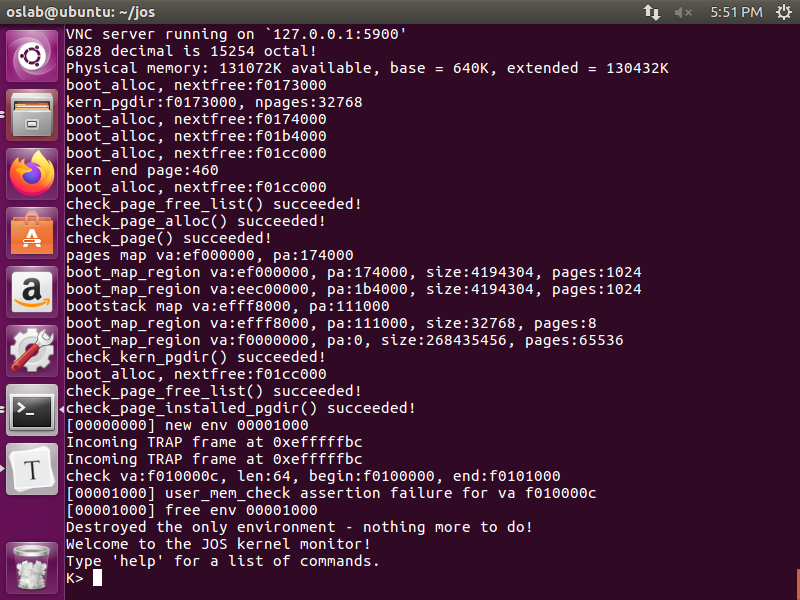 oslab@ubuntu: ~/jos
5:51 PM
VNC server running on `127.0.0.1:5900'
6828 decimal is 15254 octal!
Physical memory: 131072K available, base = 640K, extended = 130432K
boot_alloc, nextfree:f0173000
kern_pgdir:f0173000, npages:32768
boot_alloc, nextfree:f0174000
boot_alloc, nextfree:f01b4000
boot_alloc, nextfree:f01cc000
kern end page:460
boot_alloc, nextfree:f01cc000
check_page_free_list() succeeded!
check_page_alloc() succeeded!
check_page() succeeded!
pages map va:ef000000, pa:174000
boot_map_region va:ef000000, pa:174000, size:4194304, pages:1024
boot_map_region va:eec00000, pa:1b4000, size:4194304, pages:1024
bootstack map va:efff8000, pa:111000
boot_map_region va:efff8000, pa:111000, size:32768, pages:8
boot_map_region va:f0000000, pa:0, size:268435456, pages:65536
check_kern_pgdir() succeeded!
boot_alloc, nextfree:f01cc000
check_page_free_list() succeeded!
check_page_installed_pgdir() succeeded!
[00000000] new env 00001000
Incoming TRAP frame at 0xefffffbc
Incoming TRAP frame at 0xefffffbc
check va:f010000c, len:64, begin:f0100000, end:f0101000
[00001000] user_mem_check assertion failure for va f010000c
[00001000] free env 00001000
Destroyed the only environment - nothing more to do!
Welcome to the JOS kernel monitor!
Type 'help' for a list of commands.
K>